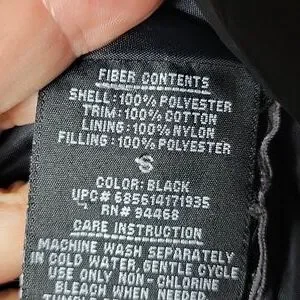 FIBER CONTENTS
SHELL: 100% POLYESTER
TRIM: 100% COTTON
LINING: 100% NYLON
FILLING: 100% POLYESTER
S
COLOR: BLACK
UPC# 685614171935
RN# 94468
CARE INSTRUCTION
MACHINE WASH SEPARATELY
IN COLD WATER, GENTLE CYCLE
USE ONLY NON-CHLORINE
BLEACH WHEN NEEDED